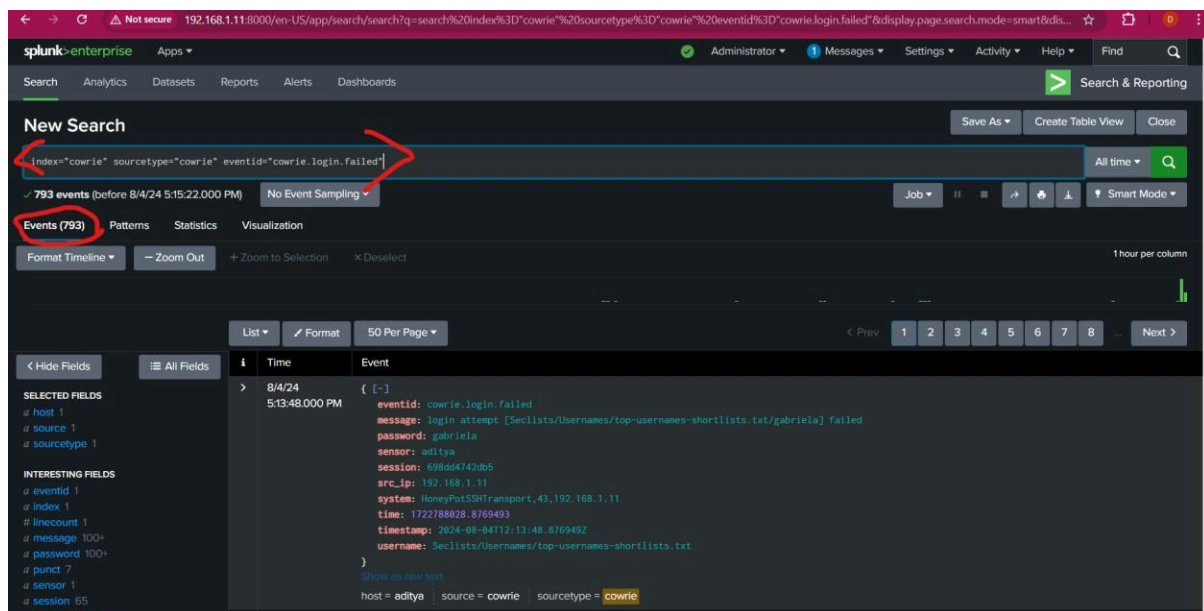 Not secure 192.168.1.11:8000/en-US/app/search/search?q=search%20index%3D"cowrie"%20sourcetype%3D"cowrie"%20eventid%3D"cowrie.login.failed"&display.page.search.mode=smart&dis...
D
splunk>enterprise Apps Administrator 1 Messages Settings Activity Help Find
Search Analytics Datasets Reports Alerts Dashboards Search & Reporting
New Search Save As Create Table View Close
index="cowrie" sourcetype="cowrie" eventid="cowrie.login.failed" All time
✓ 793 events (before 8/4/24 5:15:22.000 PM) No Event Sampling Job Smart Mode
Events (793) Patterns Statistics Visualization
Format Timeline — Zoom Out + Zoom to Selection × Deselect 1 hour per column
List Format 50 Per Page < Prev 1 2 3 4 5 6 7 8 ... Next >
< Hide Fields All Fields i Time Event
SELECTED FIELDS
a host 1
a source 1
a sourcetype 1
INTERESTING FIELDS
a eventid 1
a index 1
# linecount 1
a message 100+
a password 100+
a punct 7
a sensor 1
a session 65
> 8/4/24
5:13:48.000 PM
{ [-]
eventid: cowrie.login.failed
message: login attempt [Seclists/Usernames/top-usernames-shortlists.txt/gabriela] failed
password: gabriela
sensor: aditya
session: 698dd4742db5
src_ip: 192.168.1.11
system: HoneyPotSSHTransport,43,192.168.1.11
time: 1722788028.8769493
timestamp: 2024-08-04T12:13:48.876949Z
username: Seclists/Usernames/top-usernames-shortlists.txt
}
Show as raw text
host = aditya source = cowrie sourcetype = cowrie